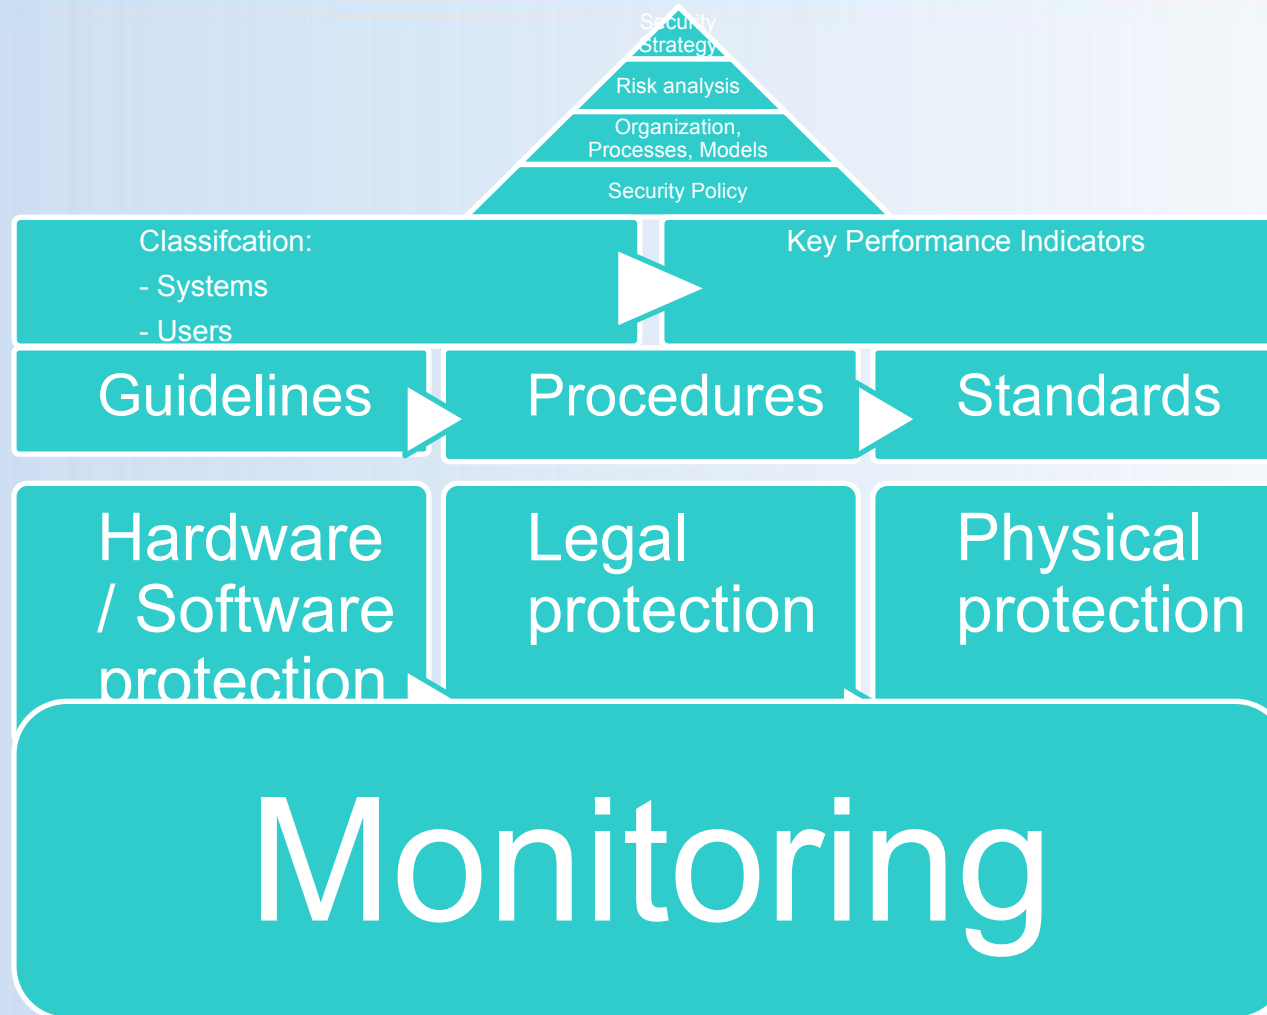 Security
Strategy
Risk analysis
Organization,
Processes, Models
Security Policy
Classifcation:
- Systems
- Users
Key Performance Indicators
Guidelines
Procedures
Standards
Hardware
/ Software
protection
Legal
protection
Physical
protection
Monitoring